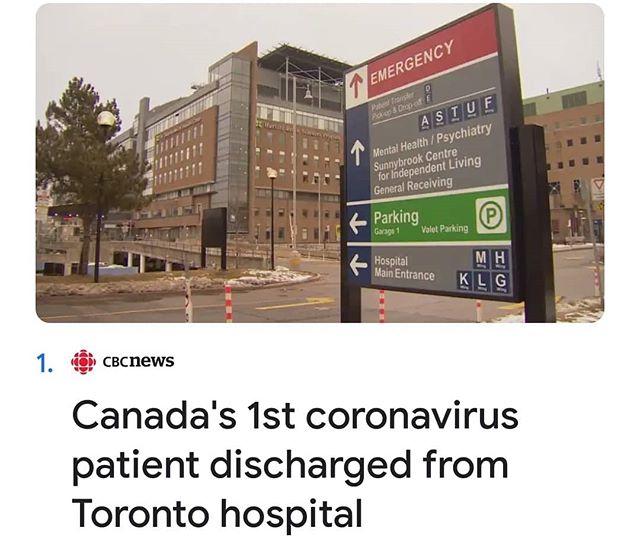 EMERGENCY
Patient Transfer
Pick-up & Drop-off
D
E
A S T U F
Mental Health / Psychiatry
Sunnybrook Centre
for Independent Living
General Receiving
Parking
P
Garage 1
Valet Parking
Hospital
Main Entrance
M H
K L G
1. CBCnews
Canada's 1st coronavirus
patient discharged from
Toronto hospital